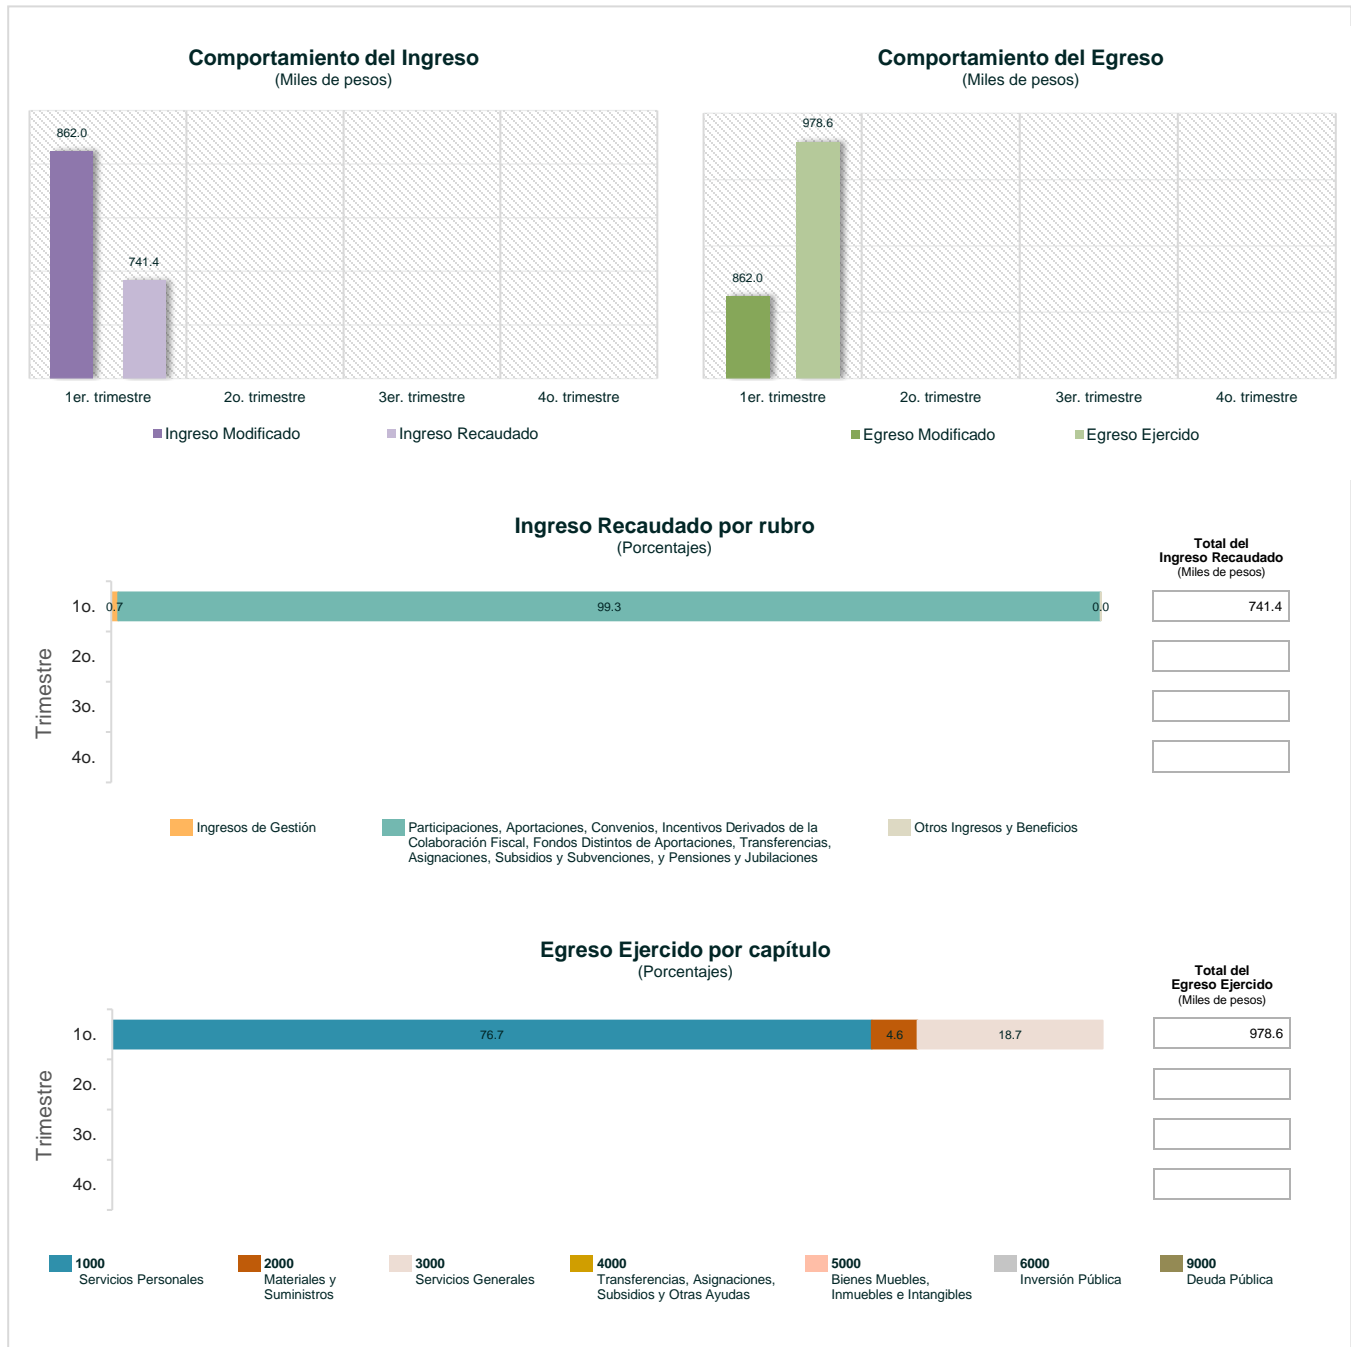 Comportamiento del Ingreso
(Miles de pesos)
862.0
741.4
1er. trimestre
2o. trimestre
3er. trimestre
4o. trimestre
Ingreso Modificado
Ingreso Recaudado
Comportamiento del Egreso
(Miles de pesos)
978.6
862.0
1er. trimestre
2o. trimestre
3er. trimestre
4o. trimestre
Egreso Modificado
Egreso Ejercido
Ingreso Recaudado por rubro
(Porcentajes)
Total del
Ingreso Recaudado
(Miles de pesos)
Trimestre
1o.
0.7
99.3
0.0
741.4
2o.
3o.
4o.
Ingresos de Gestión
Participaciones, Aportaciones, Convenios, Incentivos Derivados de la
Colaboración Fiscal, Fondos Distintos de Aportaciones, Transferencias,
Asignaciones, Subsidios y Subvenciones, y Pensiones y Jubilaciones
Otros Ingresos y Beneficios
Egreso Ejercido por capítulo
(Porcentajes)
Total del
Egreso Ejercido
(Miles de pesos)
Trimestre
1o.
76.7
4.6
18.7
978.6
2o.
3o.
4o.
1000
Servicios Personales
2000
Materiales y
Suministros
3000
Servicios Generales
4000
Transferencias, Asignaciones,
Subsidios y Otras Ayudas
5000
Bienes Muebles,
Inmuebles e Intangibles
6000
Inversión Pública
9000
Deuda Pública